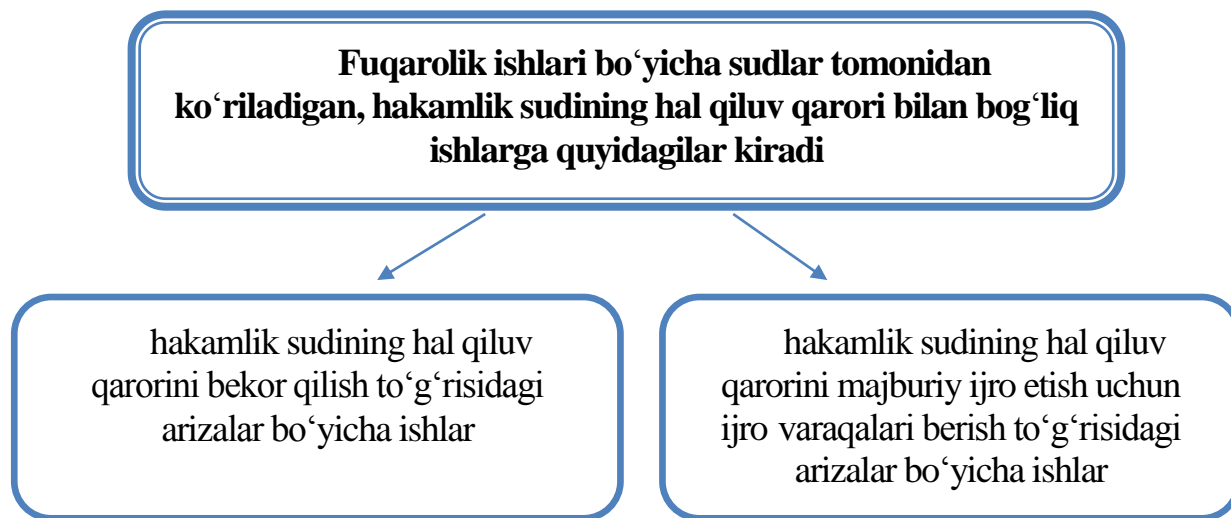 Fuqarolik ishlari bo‘yicha sudlar tomonidan
ko‘riladigan, hakamlik sudining hal qiluv qarori bilan bog‘liq
ishlarga quyidagilar kiradi
hakamlik sudining hal qiluv
qarorini bekor qilish to‘g‘risidagi
arizalar bo‘yicha ishlar
hakamlik sudining hal qiluv
qarorini majburiy ijro etish uchun
ijro varaqalari berish to‘g‘risidagi
arizalar bo‘yicha ishlar